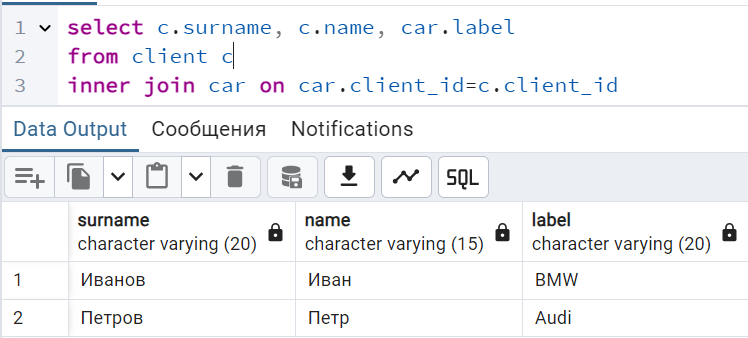 1 select c.surname, c.name, car.label
2 from client c
3 inner join car on car.client_id=c.client_id
Data Output Сообщения Notifications
SQL
surname name label
character varying (20) character varying (15) character varying (20)
1 Иванов Иван BMW
2 Петров Петр Audi